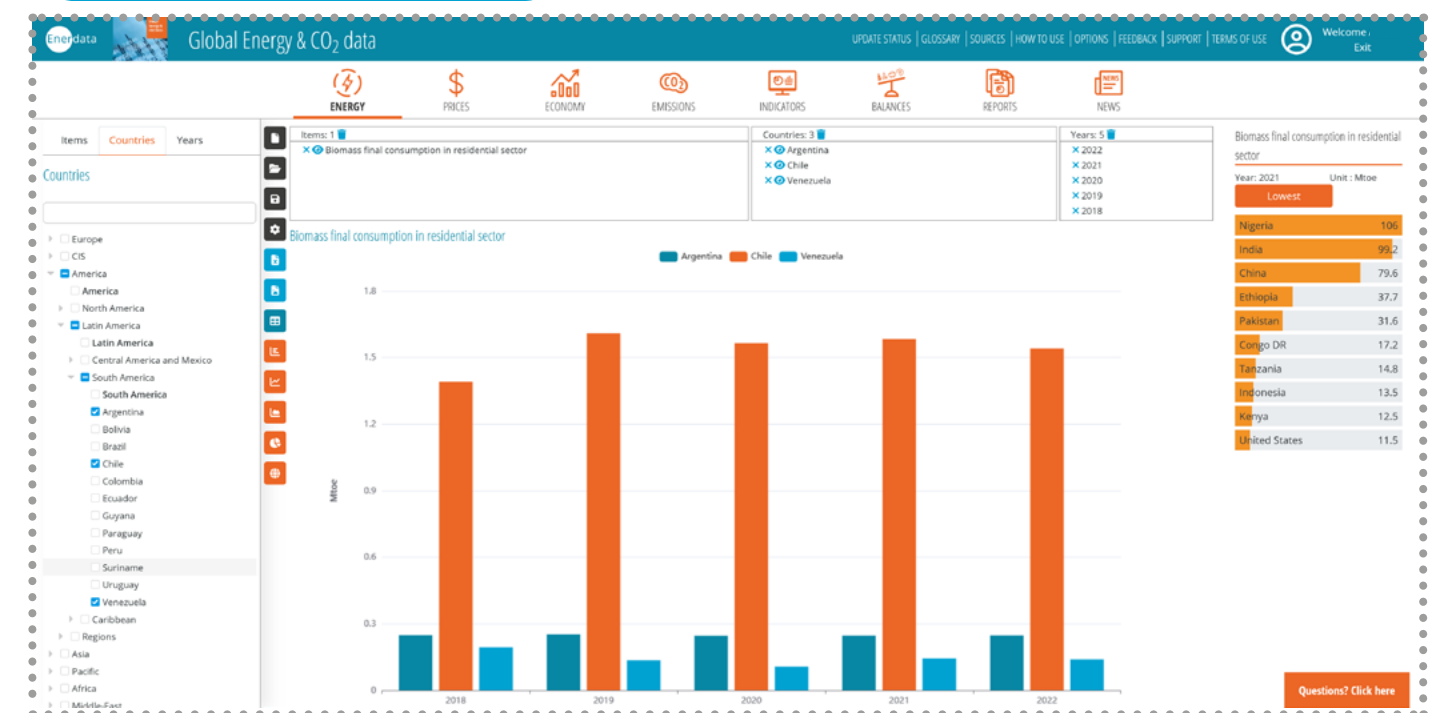 Enerdata
Global Energy & CO2 data
UPDATE STATUS | GLOSSARY | SOURCES | HOW TO USE | OPTIONS | FEEDBACK | SUPPORT | TERMS OF USE
Welcome
Exit
ENERGY
PRICES
ECONOMY
CO2
EMISSIONS
INDICATORS
BALANCES
REPORTS
NEWS
NEWS
Items
Countries
Years
Countries
Europe
CIS
America
America
North America
Latin America
Latin America
Central America and Mexico
South America
South America
Argentina
Bolivia
Brazil
Chile
Colombia
Ecuador
Guyana
Paraguay
Peru
Suriname
Uruguay
Venezuela
Caribbean
Regions
Asia
Pacific
Africa
Middle-East
Items: 1
Biomass final consumption in residential sector
Countries: 3
Argentina
Chile
Venezuela
Years: 5
2022
2021
2020
2019
2018
Biomass final consumption in residential sector
Argentina Chile Venezuela
Mtoe
1.8
1.5
1.2
0.9
0.6
0.3
0
2018 2019 2020 2021 2022
Biomass final consumption in residential
sector
Year: 2021 Unit : Mtoe
Lowest
Nigeria 106
India 99.2
China 79.6
Ethiopia 37.7
Pakistan 31.6
Congo DR 17.2
Tanzania 14.8
Indonesia 13.5
Kenya 12.5
United States 11.5
Questions? Click here